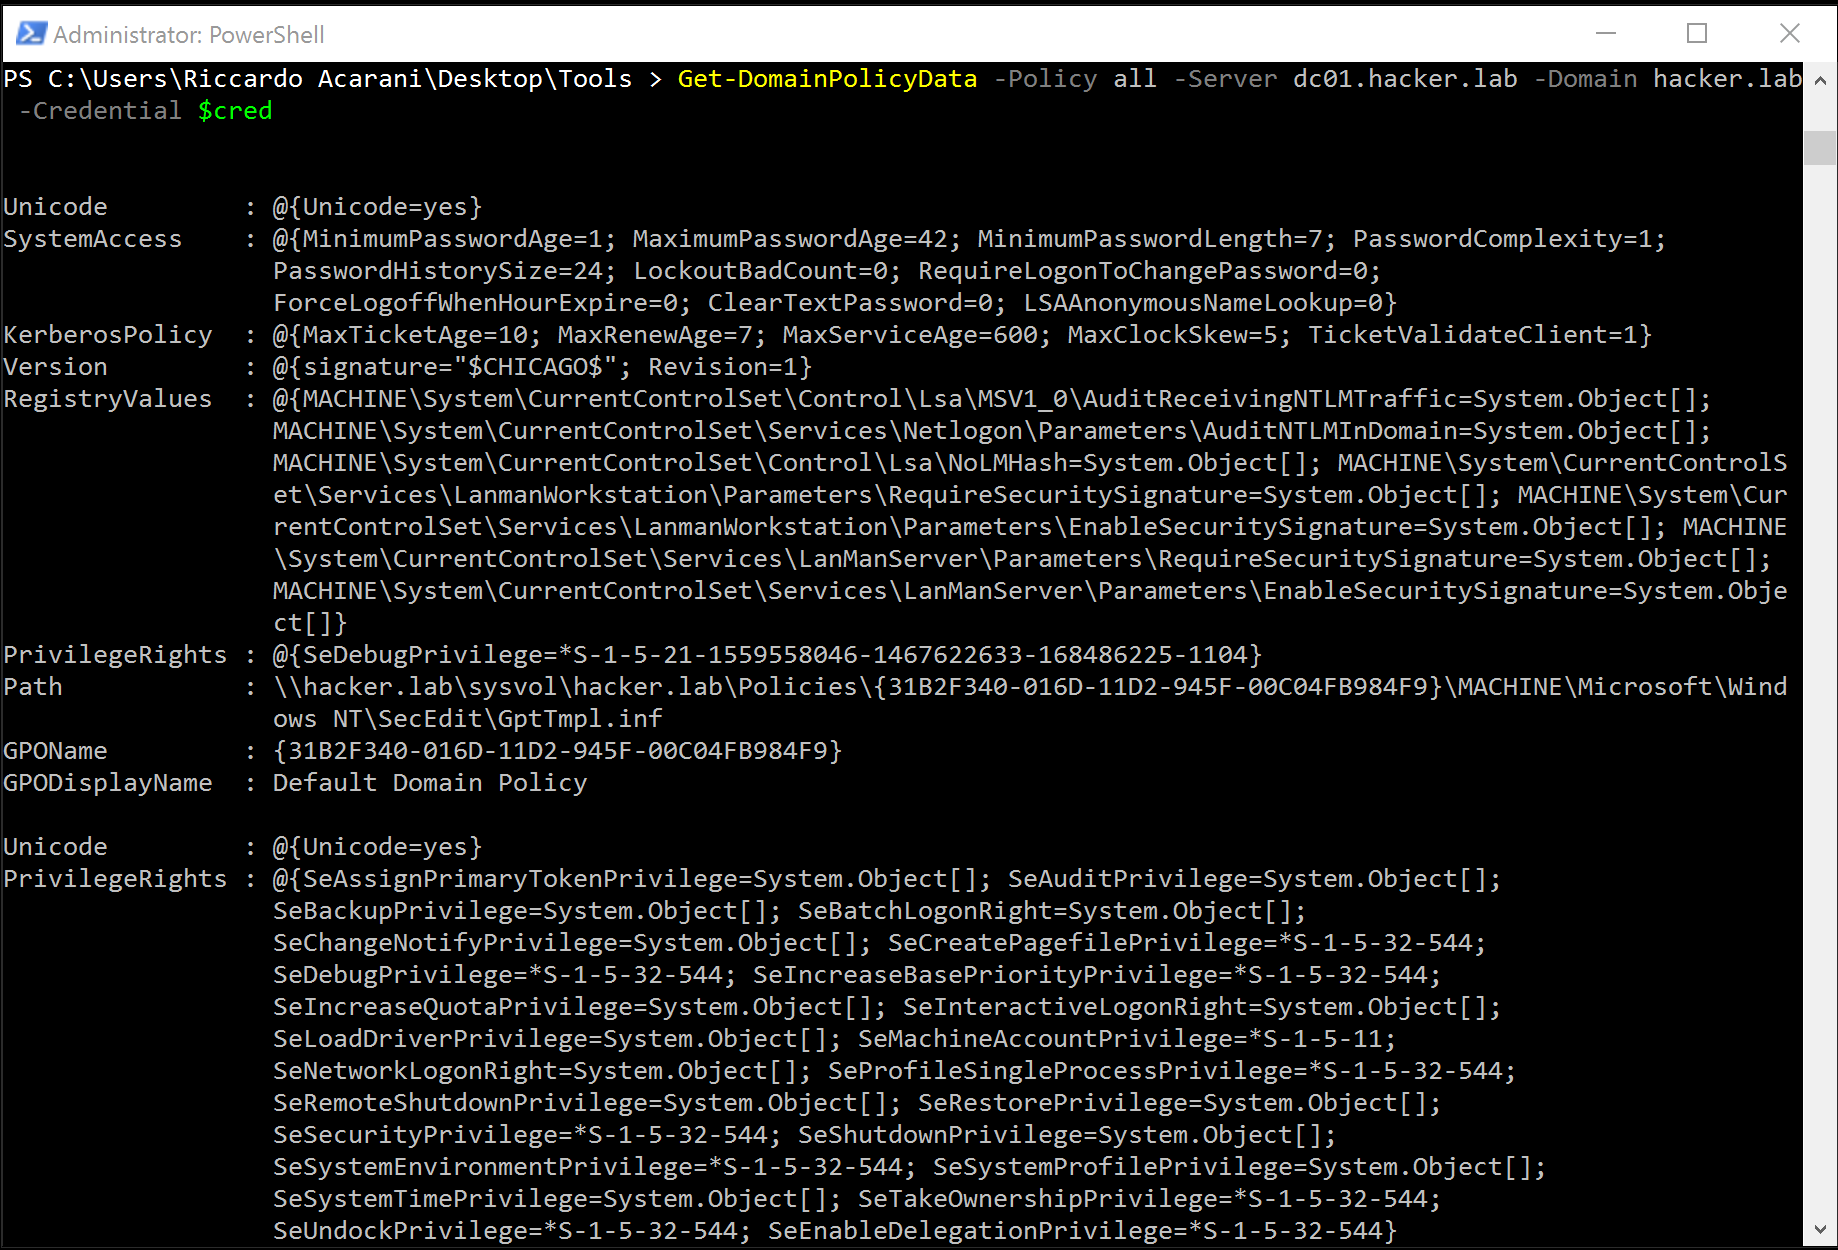 Administrator: PowerShell
PS C:\Users\Riccardo Acarani\Desktop\Tools > Get-DomainPolicyData -Policy all -Server dc01.hacker.lab -Domain hacker.lab
 -Credential $cred
Unicode         : @{Unicode=yes}
SystemAccess    : @{MinimumPasswordAge=1; MaximumPasswordAge=42; MinimumPasswordLength=7; PasswordComplexity=1;
                  PasswordHistorySize=24; LockoutBadCount=0; RequireLogonToChangePassword=0;
                  ForceLogoffWhenHourExpire=0; ClearTextPassword=0; LSAAnonymousNameLookup=0}
KerberosPolicy  : @{MaxTicketAge=10; MaxRenewAge=7; MaxServiceAge=600; MaxClockSkew=5; TicketValidateClient=1}
Version         : @{signature="$CHICAGO$"; Revision=1}
RegistryValues  : @{MACHINE\System\CurrentControlSet\Control\Lsa\MSV1_0\AuditReceivingNTLMTraffic=System.Object[];
                  MACHINE\System\CurrentControlSet\Services\Netlogon\Parameters\AuditNTLMInDomain=System.Object[];
                  MACHINE\System\CurrentControlSet\Control\Lsa\NoLMHash=System.Object[]; MACHINE\System\CurrentControlS
                  et\Services\LanmanWorkstation\Parameters\RequireSecuritySignature=System.Object[]; MACHINE\System\Cur
                  rentControlSet\Services\LanmanWorkstation\Parameters\EnableSecuritySignature=System.Object[]; MACHINE
                  \System\CurrentControlSet\Services\LanManServer\Parameters\RequireSecuritySignature=System.Object[];
                  MACHINE\System\CurrentControlSet\Services\LanManServer\Parameters\EnableSecuritySignature=System.Obje
                  ct[]}
PrivilegeRights : @{SeDebugPrivilege=*S-1-5-21-1559558046-1467622633-168486225-1104}
Path            : \\hacker.lab\sysvol\hacker.lab\Policies\{31B2F340-016D-11D2-945F-00C04FB984F9}\MACHINE\Microsoft\Wind
                  ows NT\SecEdit\GptTmpl.inf
GPOName         : {31B2F340-016D-11D2-945F-00C04FB984F9}
GPODisplayName  : Default Domain Policy
Unicode         : @{Unicode=yes}
PrivilegeRights : @{SeAssignPrimaryTokenPrivilege=System.Object[]; SeAuditPrivilege=System.Object[];
                  SeBackupPrivilege=System.Object[]; SeBatchLogonRight=System.Object[];
                  SeChangeNotifyPrivilege=System.Object[]; SeCreatePagefilePrivilege=*S-1-5-32-544;
                  SeDebugPrivilege=*S-1-5-32-544; SeIncreaseBasePriorityPrivilege=*S-1-5-32-544;
                  SeIncreaseQuotaPrivilege=System.Object[]; SeInteractiveLogonRight=System.Object[];
                  SeLoadDriverPrivilege=System.Object[]; SeMachineAccountPrivilege=*S-1-5-11;
                  SeNetworkLogonRight=System.Object[]; SeProfileSingleProcessPrivilege=*S-1-5-32-544;
                  SeRemoteShutdownPrivilege=System.Object[]; SeRestorePrivilege=System.Object[];
                  SeSecurityPrivilege=*S-1-5-32-544; SeShutdownPrivilege=System.Object[];
                  SeSystemEnvironmentPrivilege=*S-1-5-32-544; SeSystemProfilePrivilege=System.Object[];
                  SeSystemTimePrivilege=System.Object[]; SeTakeOwnershipPrivilege=*S-1-5-32-544;
                  SeUndockPrivilege=*S-1-5-32-544; SeEnableDelegationPrivilege=*S-1-5-32-544}